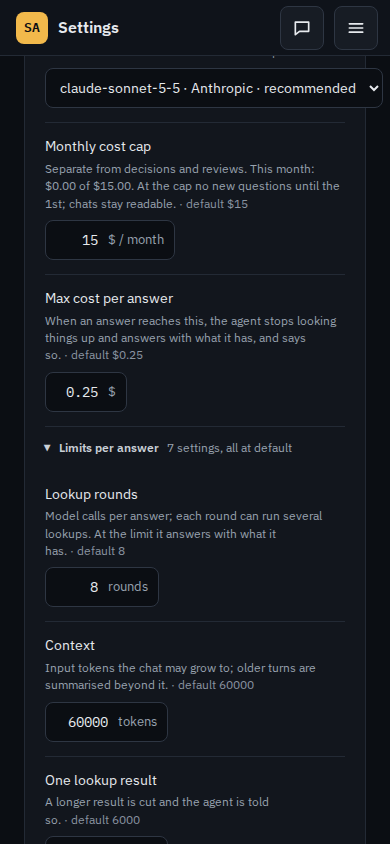 SA Settings
claude-sonnet-5-5 · Anthropic · recommended
Monthly cost cap
Separate from decisions and reviews. This month:
$0.00 of $15.00. At the cap no new questions until the
1st; chats stay readable. · default $15
15 $ / month
Max cost per answer
When an answer reaches this, the agent stops looking
things up and answers with what it has, and says
so. · default $0.25
0.25 $
▼ Limits per answer 7 settings, all at default
Lookup rounds
Model calls per answer; each round can run several
lookups. At the limit it answers with what it
has. · default 8
8 rounds
Context
Input tokens the chat may grow to; older turns are
summarised beyond it. · default 60000
60000 tokens
One lookup result
A longer result is cut and the agent is told
so. · default 6000